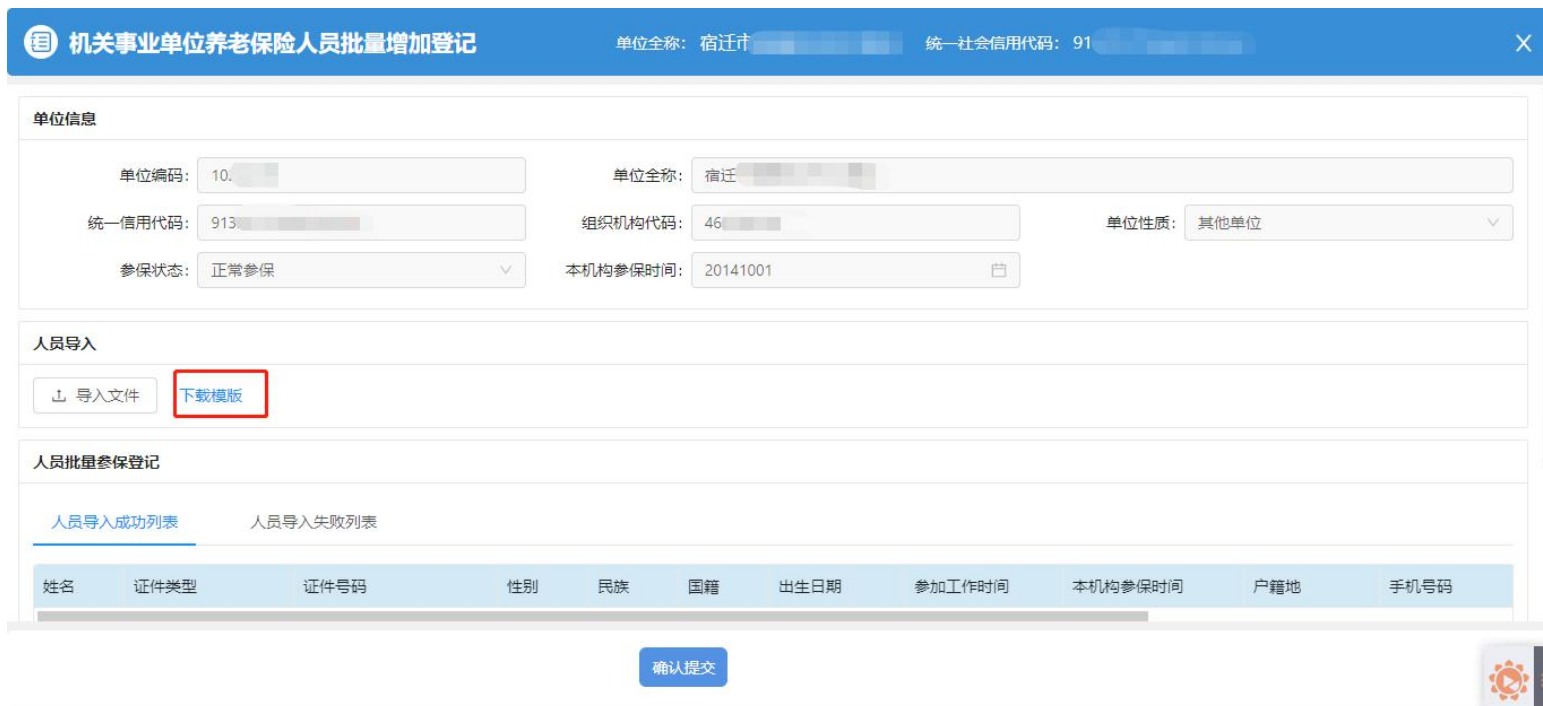 机关事业单位养老保险人员批量增加登记 单位全称: 宿迁市 统一社会信用代码: 91
单位信息
单位编码: 10. 单位全称: 宿迁
统一信用代码: 913 组织机构代码: 46 单位性质: 其他单位
参保状态: 正常参保 本机构参保时间: 20141001
人员导入
导入文件 下载模版
人员批量参保登记
人员导入成功列表 人员导入失败列表
姓名 证件类型 证件号码 性别 民族 国籍 出生日期 参加工作时间 本机构参保时间 户籍地 手机号码
确认提交